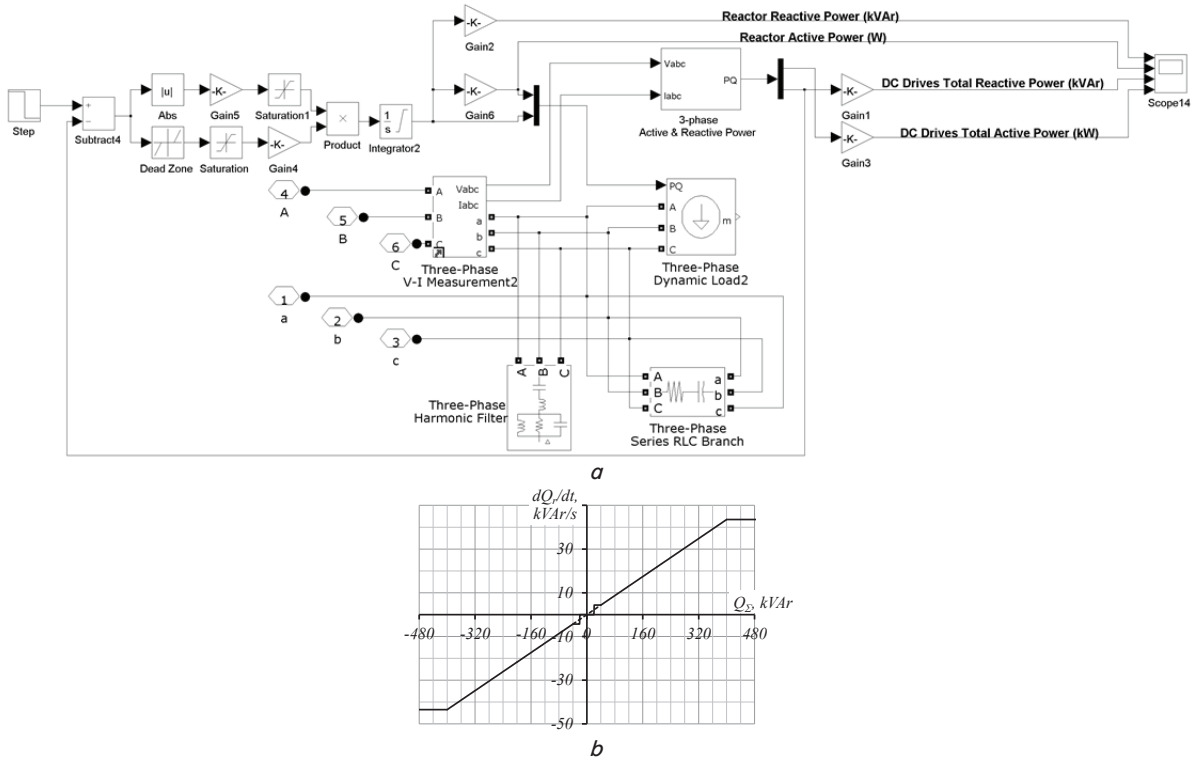 Reactor Reactive Power (kVAr)
-K-
Gain2
Reactor Active Power (W)
Vabc
Iabc
PQ
3-phase
Active & Reactive Power
Step
+
−
Subtract4
|u|
Abs
-K-
Gain5
Saturation1
×
Product
1
s
Integrator2
-K-
Gain6
-K-
Gain1
DC Drives Total Reactive Power (kVAr)
Scope14
-K-
Gain3
DC Drives Total Active Power (kW)
Dead Zone
Saturation
-K-
Gain4
4
A
5
B
6
C
A
B
C
Vabc
Iabc
a
b
c
Three-Phase
V-I Measurement2
PQ
A
B
C
m
Three-Phase
Dynamic Load2
1
a
2
b
3
c
A B C
Three-Phase
Harmonic Filter
A
B
C
a
b
c
Three-Phase
Series RLC Branch
a
dQr/dt,
kVAr/s
30
10
QΣ, kVAr
-480 -320 -160 0 160 320 480
-10
-30
-50
b